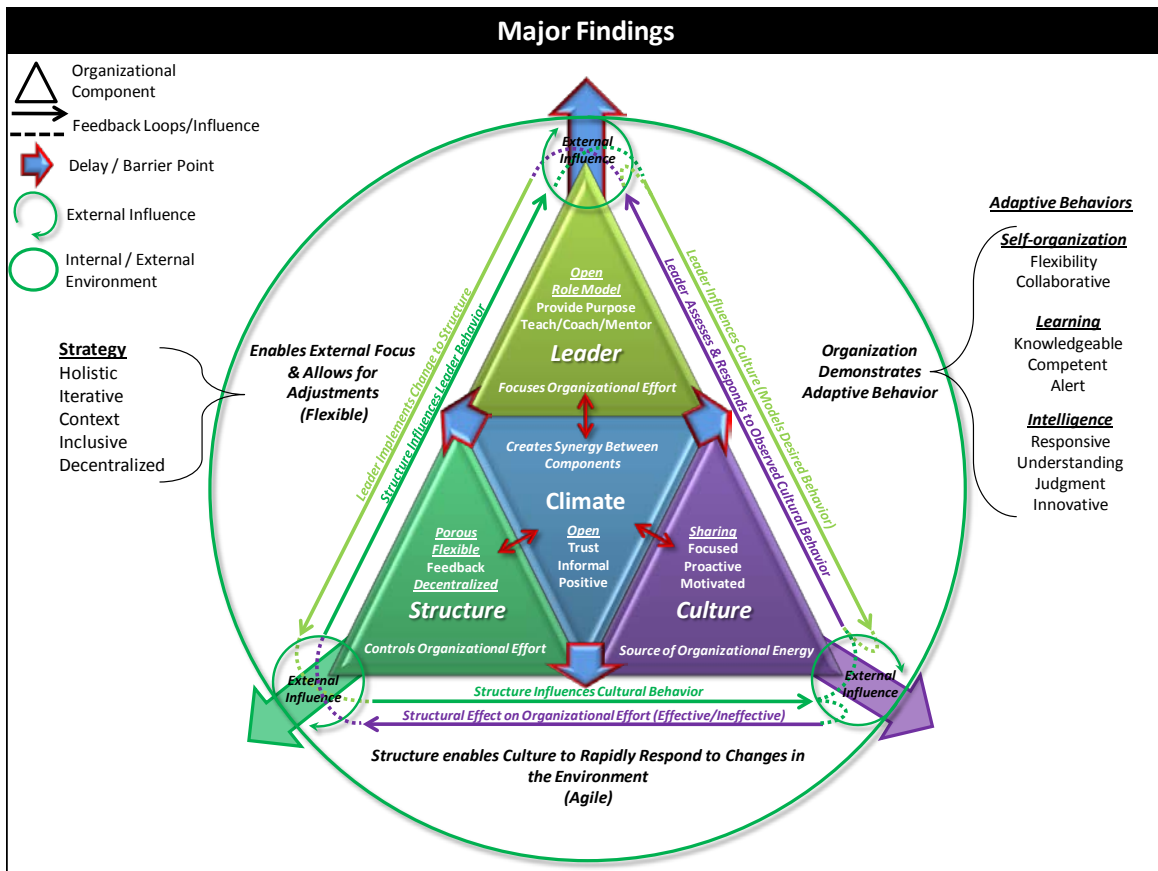 Major Findings
Organizational
Component
Feedback Loops/Influence
Delay / Barrier Point
External Influence
Internal / External
Environment
Strategy
Holistic
Iterative
Context
Inclusive
Decentralized
Enables External Focus
& Allows for
Adjustments
(Flexible)
Leader Implements Change to Structure
Structure Influences Leader Behavior
External
Influence
Open
Role Model
Provide Purpose
Teach/Coach/Mentor
Leader
Focuses Organizational Effort
Leader Influences Culture (Models Desired Behavior)
Leader Assesses & Responds to Observed Cultural Behavior
Creates Synergy Between
Components
Climate
Open
Trust
Informal
Positive
Porous
Flexible
Feedback
Decentralized
Structure
Controls Organizational Effort
Sharing
Focused
Proactive
Motivated
Culture
Source of Organizational Energy
External
Influence
External
Influence
Structure Influences Cultural Behavior
Structural Effect on Organizational Effort (Effective/Ineffective)
Structure enables Culture to Rapidly Respond to Changes in
the Environment
(Agile)
Organization
Demonstrates
Adaptive Behavior
Adaptive Behaviors
Self-organization
Flexibility
Collaborative
Learning
Knowledgeable
Competent
Alert
Intelligence
Responsive
Understanding
Judgment
Innovative